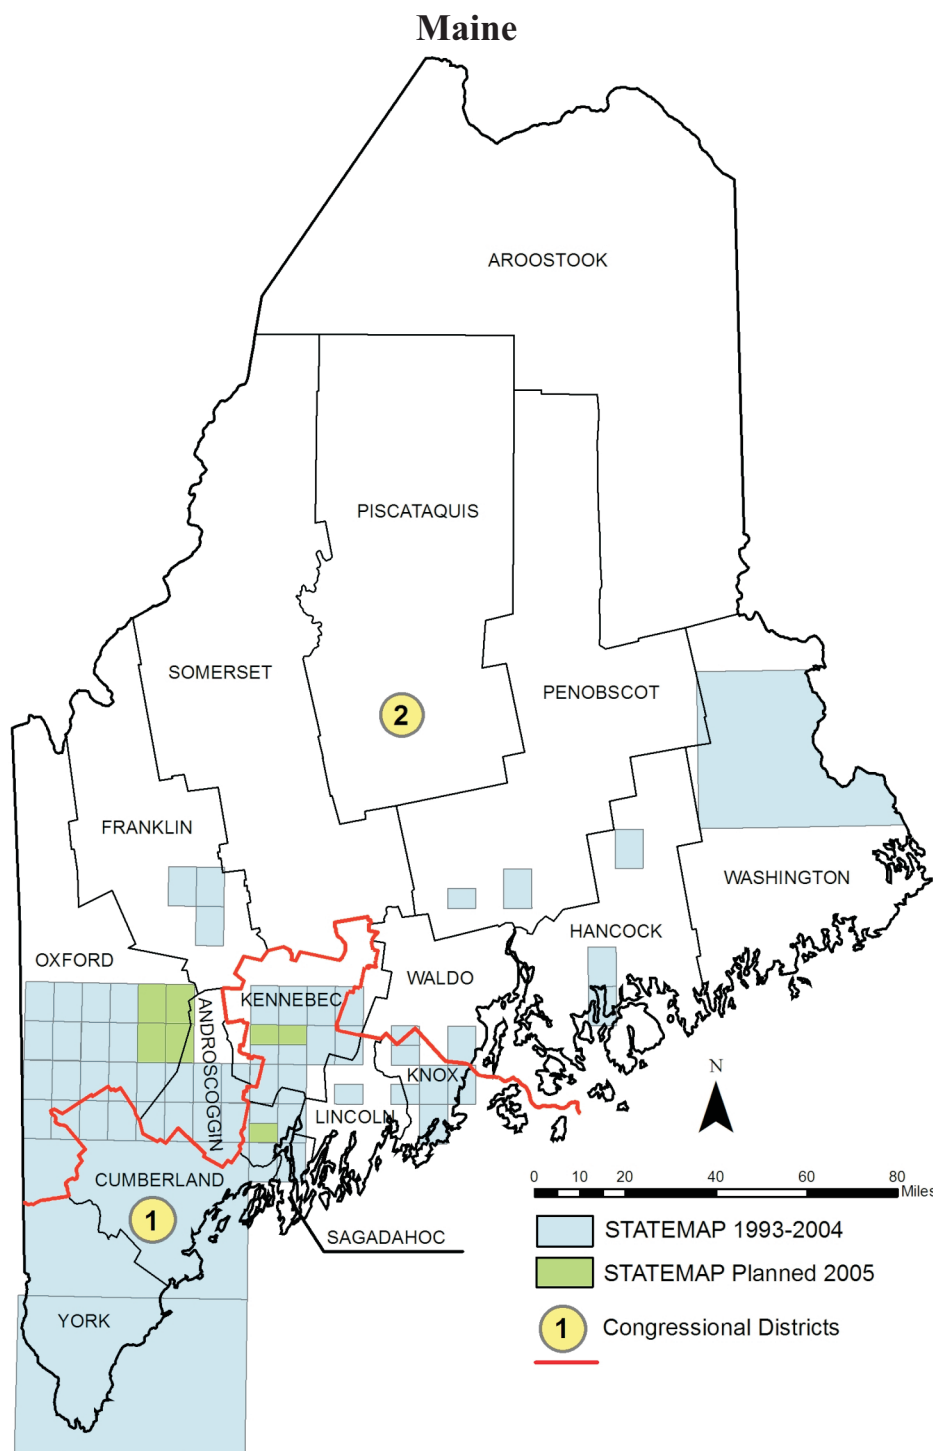 Maine
AROOSTOOK
PISCATAQUIS
SOMERSET
PENOBSCOT
2
FRANKLIN
WASHINGTON
HANCOCK
OXFORD
WALDO
KENNEBEC
ANDROSCOGGIN
KNOX
N
LINCOLN
CUMBERLAND
0 10 20 40 60 80
Miles
1
SAGADAHOC
STATEMAP 1993-2004
STATEMAP Planned 2005
YORK
1 Congressional Districts